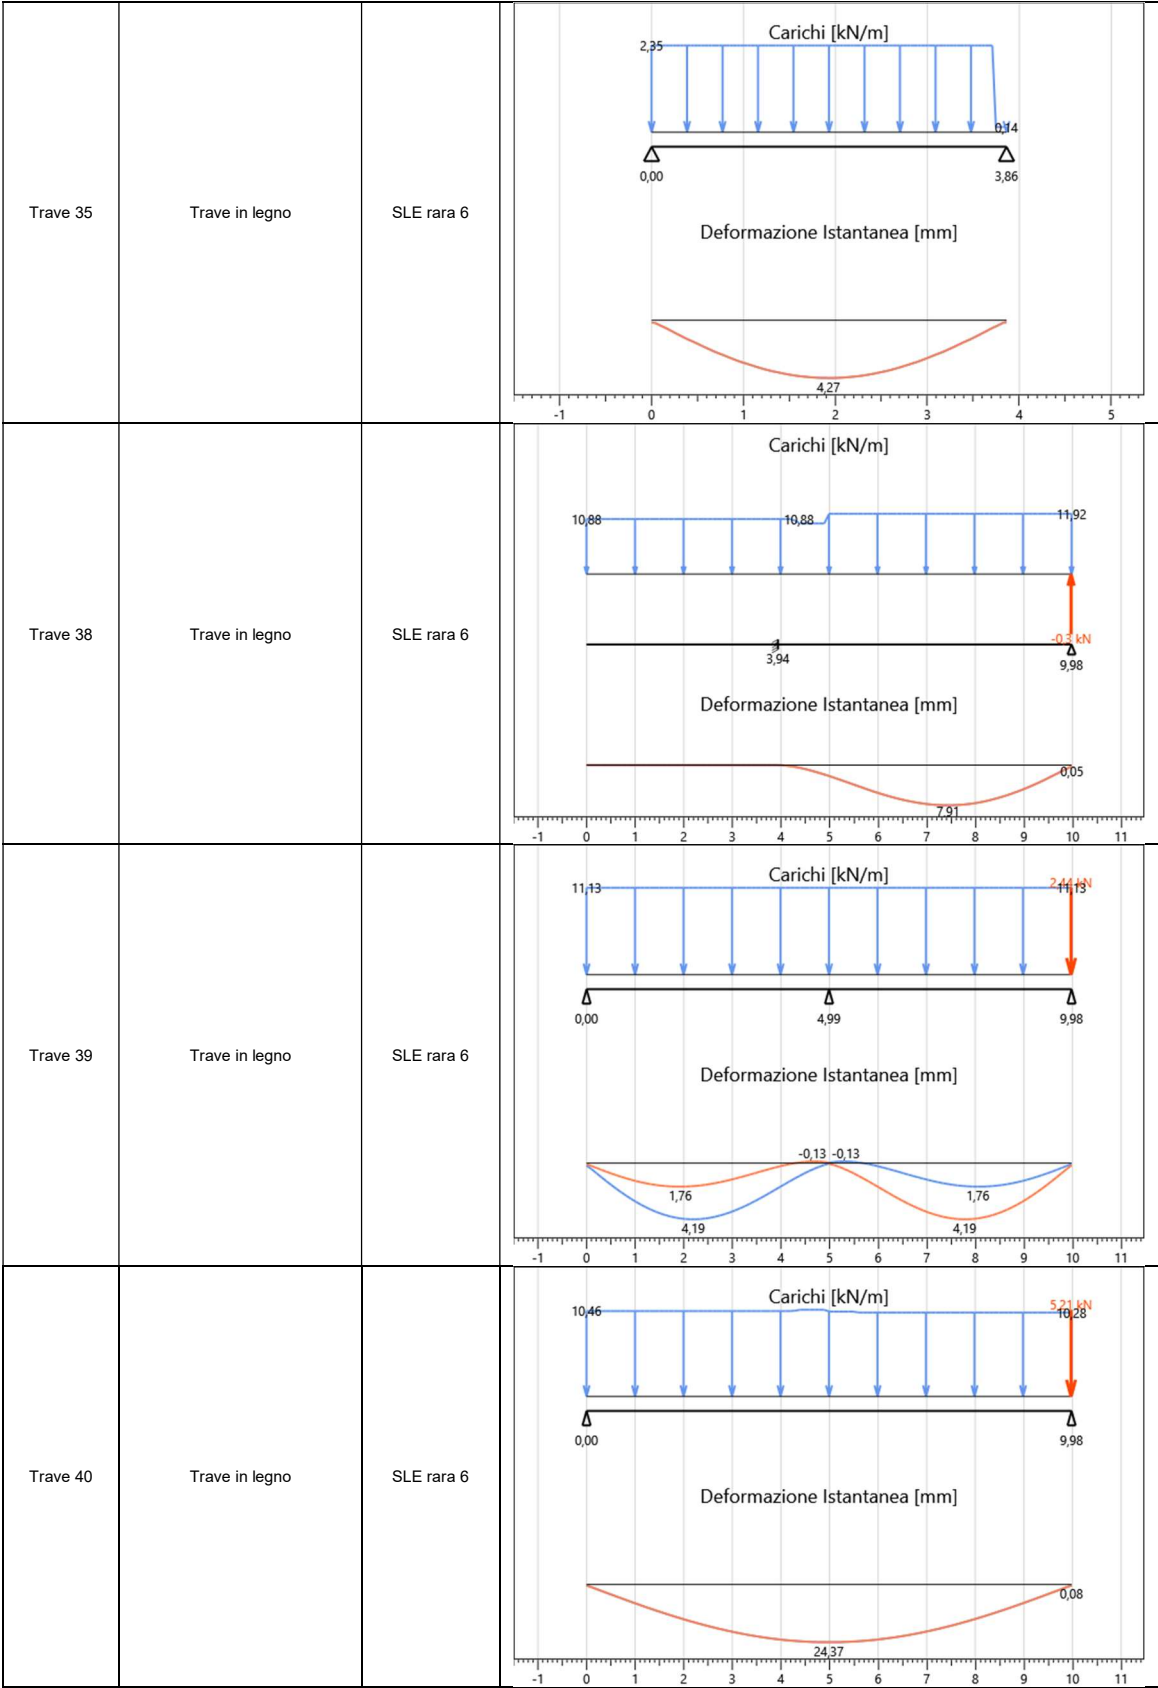 Trave 35
Trave in legno
SLE rara 6
Carichi [kN/m]
2,35
0,14
0,00
3,86
Deformazione Istantanea [mm]
4,27
-1 0 1 2 3 4 5
Trave 38
Trave in legno
SLE rara 6
Carichi [kN/m]
10,88
10,88
11,92
-0.3 kN
3,94
9,98
Deformazione Istantanea [mm]
0,05
7,91
-1 0 1 2 3 4 5 6 7 8 9 10 11
Trave 39
Trave in legno
SLE rara 6
Carichi [kN/m]
2,44 kN
11,13
11,13
0,00
4,99
9,98
Deformazione Istantanea [mm]
-0,13 -0,13
1,76
1,76
4,19
4,19
-1 0 1 2 3 4 5 6 7 8 9 10 11
Trave 40
Trave in legno
SLE rara 6
Carichi [kN/m]
5,21 kN
10,46
10,28
0,00
9,98
Deformazione Istantanea [mm]
0,08
24,37
-1 0 1 2 3 4 5 6 7 8 9 10 11